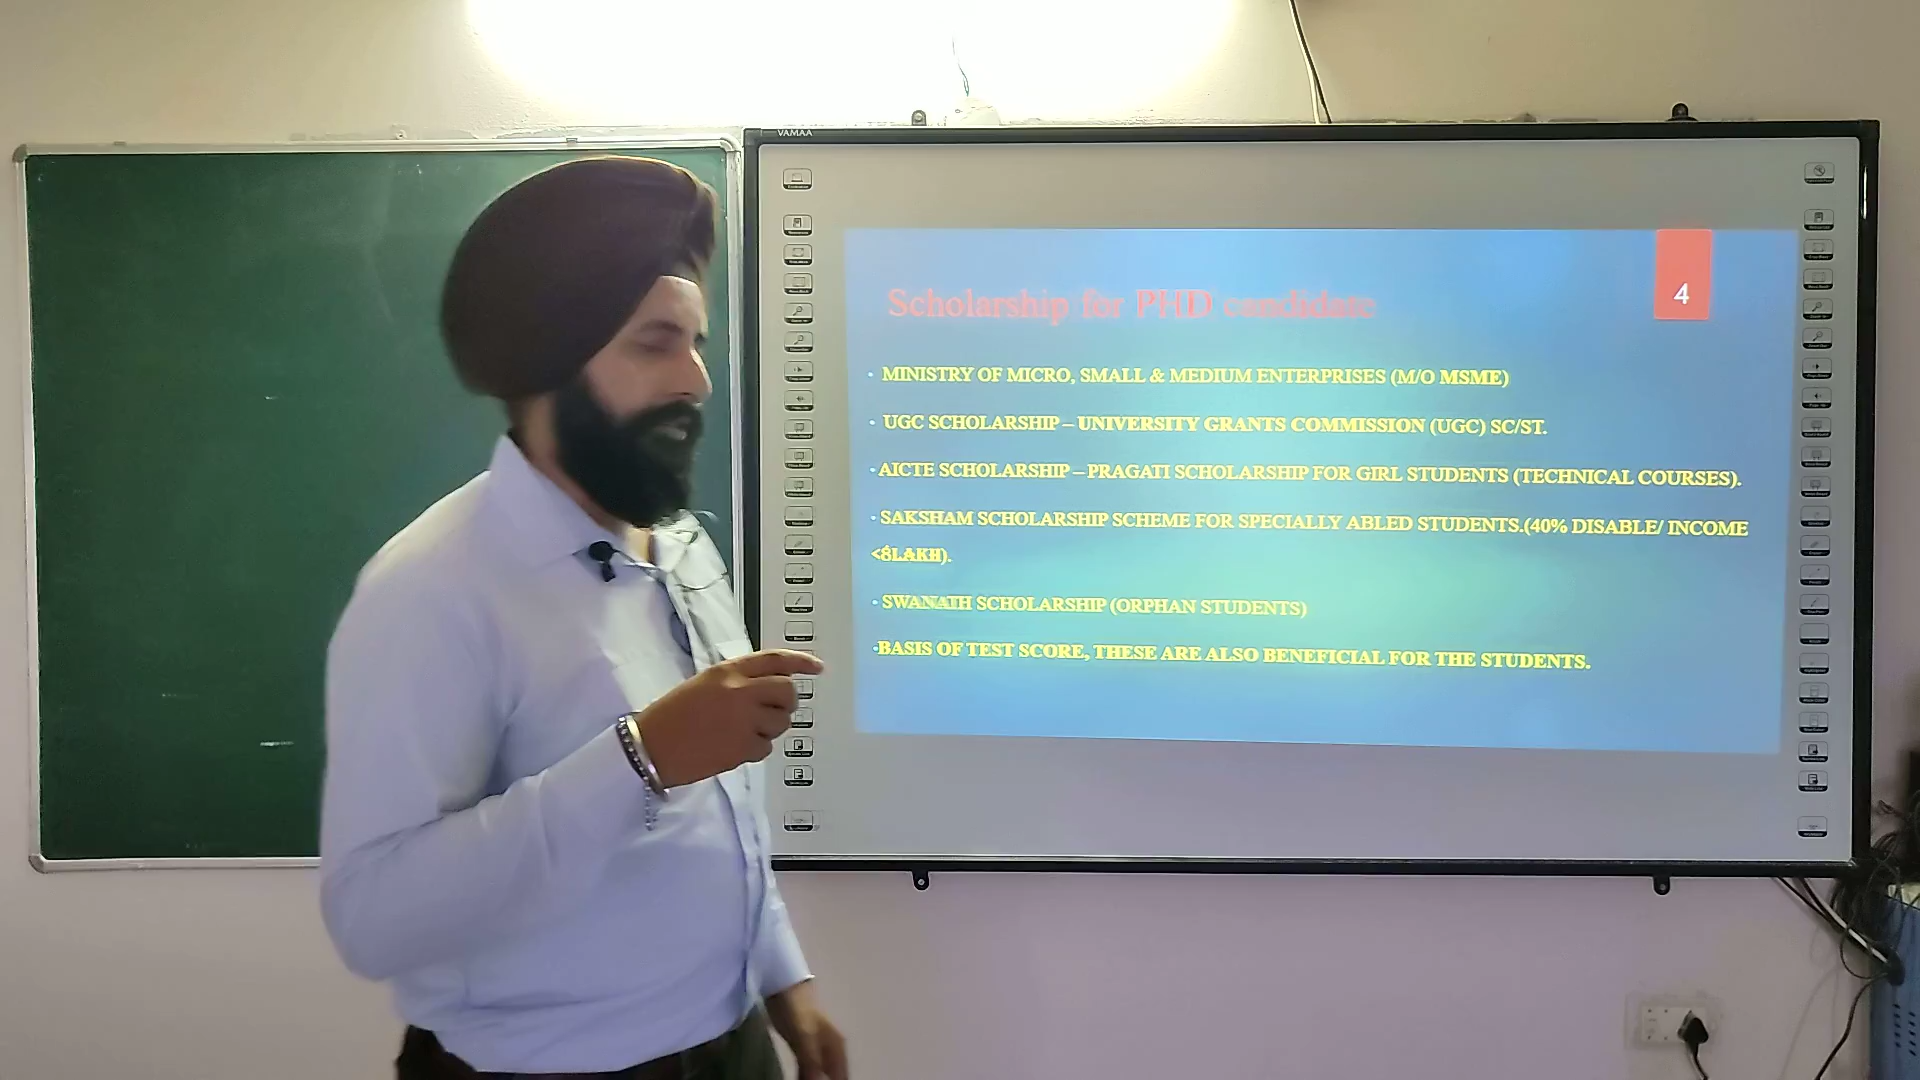 VAMAA
4
Scholarship for PHD candidate
• MINISTRY OF MICRO, SMALL & MEDIUM ENTERPRISES (M/O MSME)
• UGC SCHOLARSHIP – UNIVERSITY GRANTS COMMISSION (UGC) SC/ST.
• AICTE SCHOLARSHIP – PRAGATI SCHOLARSHIP FOR GIRL STUDENTS (TECHNICAL COURSES).
• SAKSHAM SCHOLARSHIP SCHEME FOR SPECIALLY ABLED STUDENTS.(40% DISABLE/ INCOME
<8LAKH).
• SWANATH SCHOLARSHIP (ORPHAN STUDENTS)
•BASIS OF TEST SCORE, THESE ARE ALSO BENEFICIAL FOR THE STUDENTS.